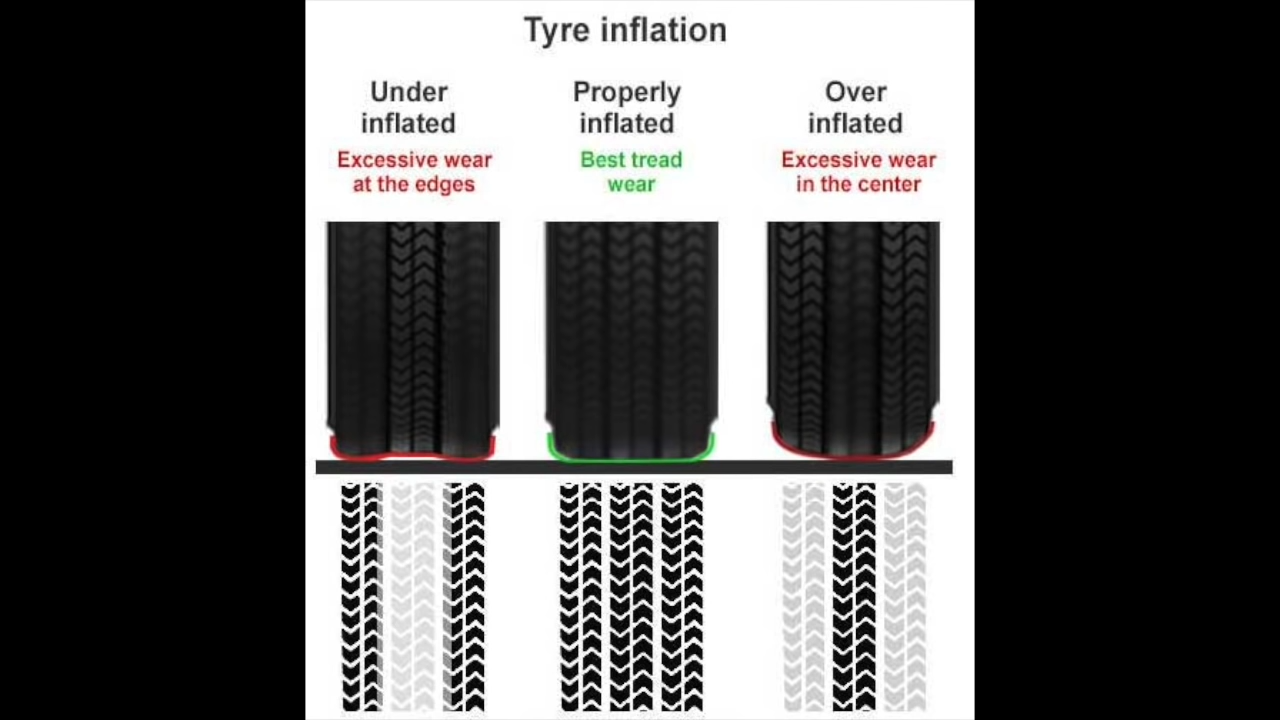 Tyre inflation
Under
inflated
Excessive wear
at the edges
Properly
inflated
Best tread
wear
Over
inflated
Excessive wear
in the center